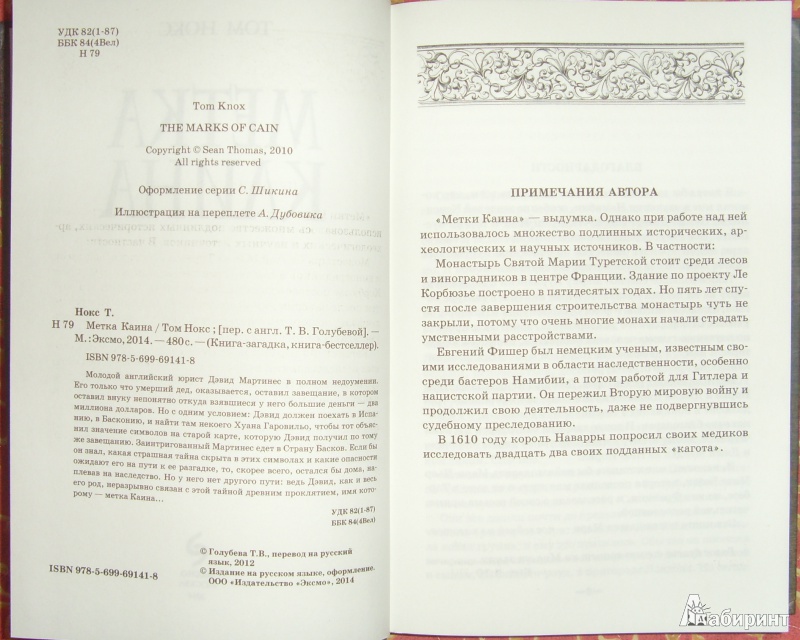 УДК 82(1-87)
ББК 84(4Вел)
Н 79
Tom Knox
THE MARKS OF CAIN
Copyright © Sean Thomas, 2010
All rights reserved
Оформление серии С. Шикина
Иллюстрация на переплете А. Дубовика
Нокс Т.
Н 79 Метка Каина / Том Нокс ; [пер. с англ. Т. В. Голубевой]. —
М. : Эксмо, 2014. — 480 с. — (Книга-загадка, книга-бестселлер).
ISBN 978-5-699-69141-8
Молодой английский юрист Дэвид Мартинес в полном недоумении.
Его только что умерший дед, оказывается, оставил завещание, в котором
оставил внуку непонятно откуда взявшиеся у него большие деньги — два
миллиона долларов. Но с одним условием: Дэвид должен поехать в Испа-
нию, в Басконию, и найти там некоего Хуана Гаровильо, чтобы тот объяс-
нил значение символов на старой карте, которую Дэвид получил по тому
же завещанию. Заинтригованный Мартинес едет в Страну Басков. Если бы
он знал, какая страшная тайна скрыта в этих символах и какие опасности
ожидают его на пути к ее разгадке, то, скорее всего, остался бы дома, на-
плевав на наследство. Но у него нет другого пути: ведь Дэвид, как и весь
его род, неразрывно связан с этой тайной древним проклятием, имя кото-
рому — метка Каина...
УДК 82(1-87)
ББК 84(4Вел)
© Голубева Т.В., перевод на русский
язык, 2012
© Издание на русском языке, оформление.
ООО «Издательство «Эксмо», 2014
ISBN 978-5-699-69141-8
ПРИМЕЧАНИЯ АВТОРА
«Метки Каина» — выдумка. Однако при работе над ней
использовалось множество подлинных исторических, ар-
хеологических и научных источников. В частности:
Монастырь Святой Марии Туретской стоит среди лесов
и виноградников в центре Франции. Здание по проекту Ле
Корбюзье построено в пятидесятых годах. Но пять лет спу-
стя после завершения строительства монастырь чуть не
закрыли, потому что очень многие монахи начали страдать
умственными расстройствами.
Евгений Фишер был немецким ученым, известным свои-
ми исследованиями в области наследственности, особенно
среди бастеров Намибии, а потом работой для Гитлера и
нацистской партии. Он пережил Вторую мировую войну и
продолжил свою деятельность, даже не подвергнувшись
судебному преследованию.
В 1610 году король Наварры попросил своих медиков
исследовать двадцать два своих подданных «кагота».
Лабиринт